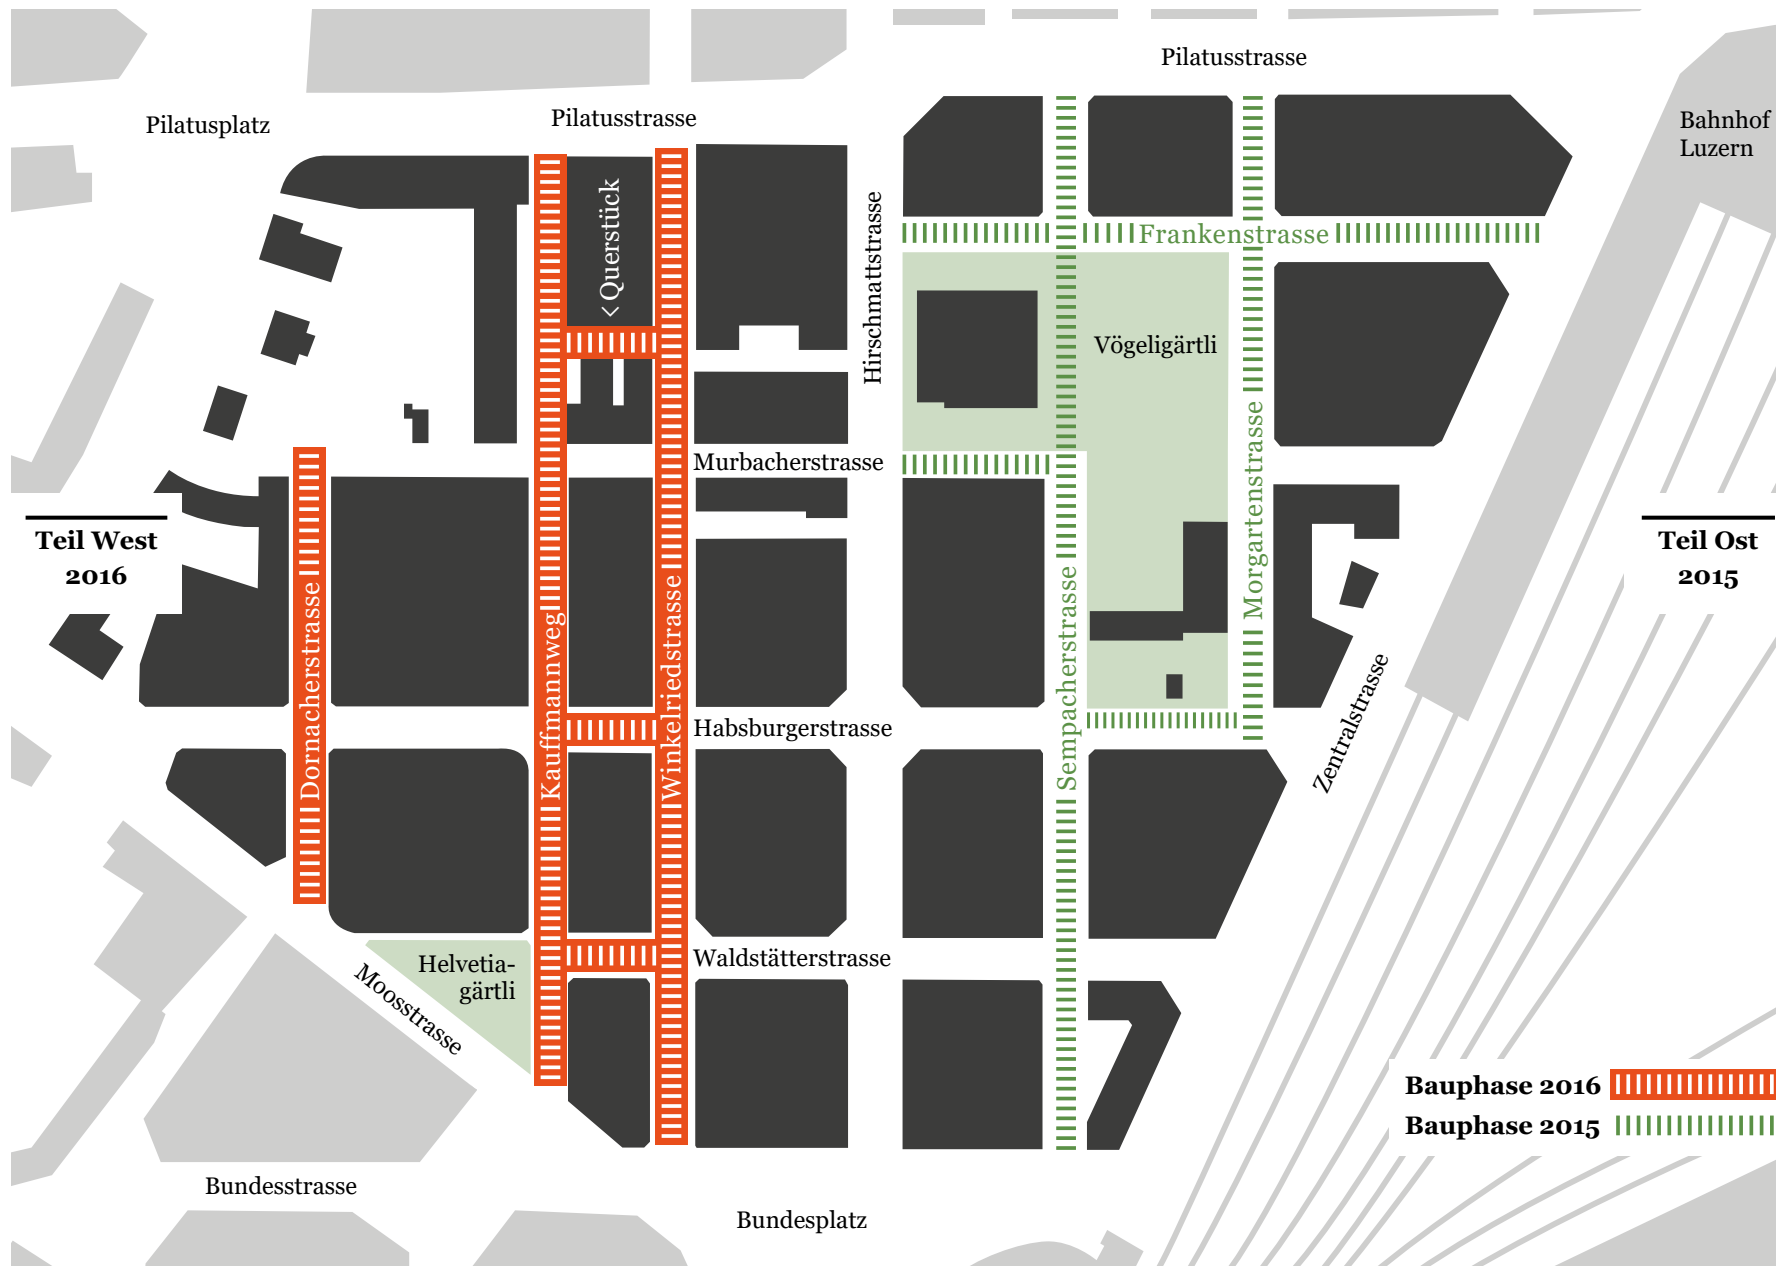 Pilatusstrasse
Pilatusplatz
Pilatusstrasse
Bahnhof
Luzern
< Querstück
Hirschmattstrasse
Frankenstrasse
Vögeligärtli
Murbacherstrasse
Morgartenstrasse
Teil West
2016
Teil Ost
2015
Dornacherstrasse
Kauffmannweg
Winkelriedstrasse
Sempacherstrasse
Zentralstrasse
Habsburgerstrasse
Waldstätterstrasse
Helvetia-
gärtli
Moosstrasse
Bauphase 2016
Bauphase 2015
Bundesstrasse
Bundesplatz